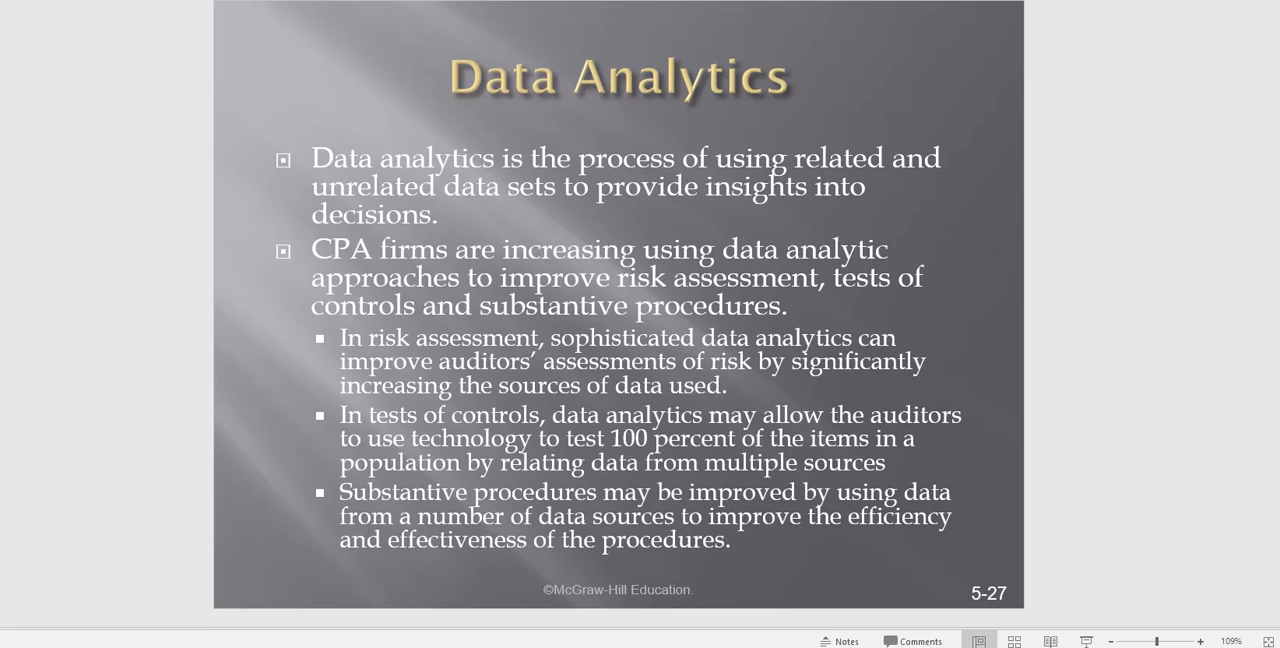 Data Analytics
Data analytics is the process of using related and
unrelated data sets to provide insights into
decisions.
CPA firms are increasing using data analytic
approaches to improve risk assessment, tests of
controls and substantive procedures.
In risk assessment, sophisticated data analytics can
improve auditors’ assessments of risk by significantly
increasing the sources of data used.
In tests of controls, data analytics may allow the auditors
to use technology to test 100 percent of the items in a
population by relating data from multiple sources
Substantive procedures may be improved by using data
from a number of data sources to improve the efficiency
and effectiveness of the procedures.
©McGraw-Hill Education.
5-27
Notes Comments 109%